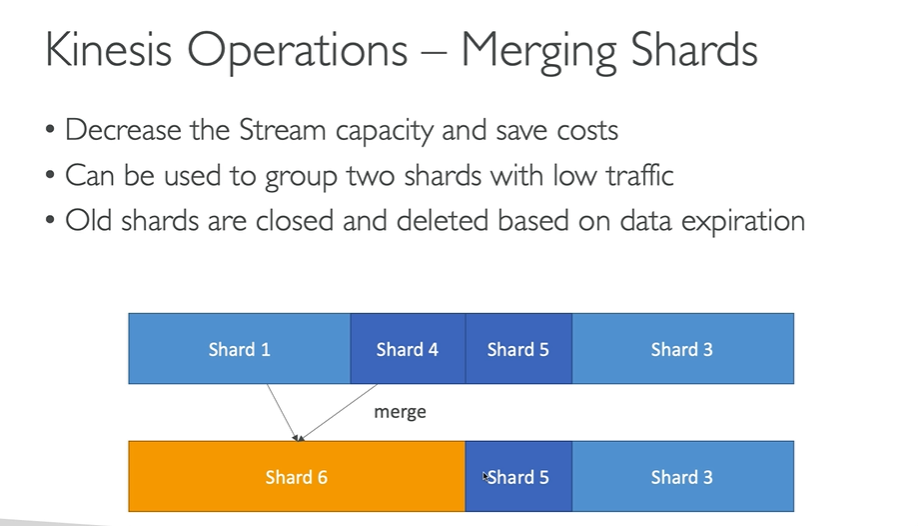 Kinesis Operations – Merging Shards
• Decrease the Stream capacity and save costs
• Can be used to group two shards with low traffic
• Old shards are closed and deleted based on data expiration
Shard 1 Shard 4 Shard 5 Shard 3
merge
Shard 6 Shard 5 Shard 3